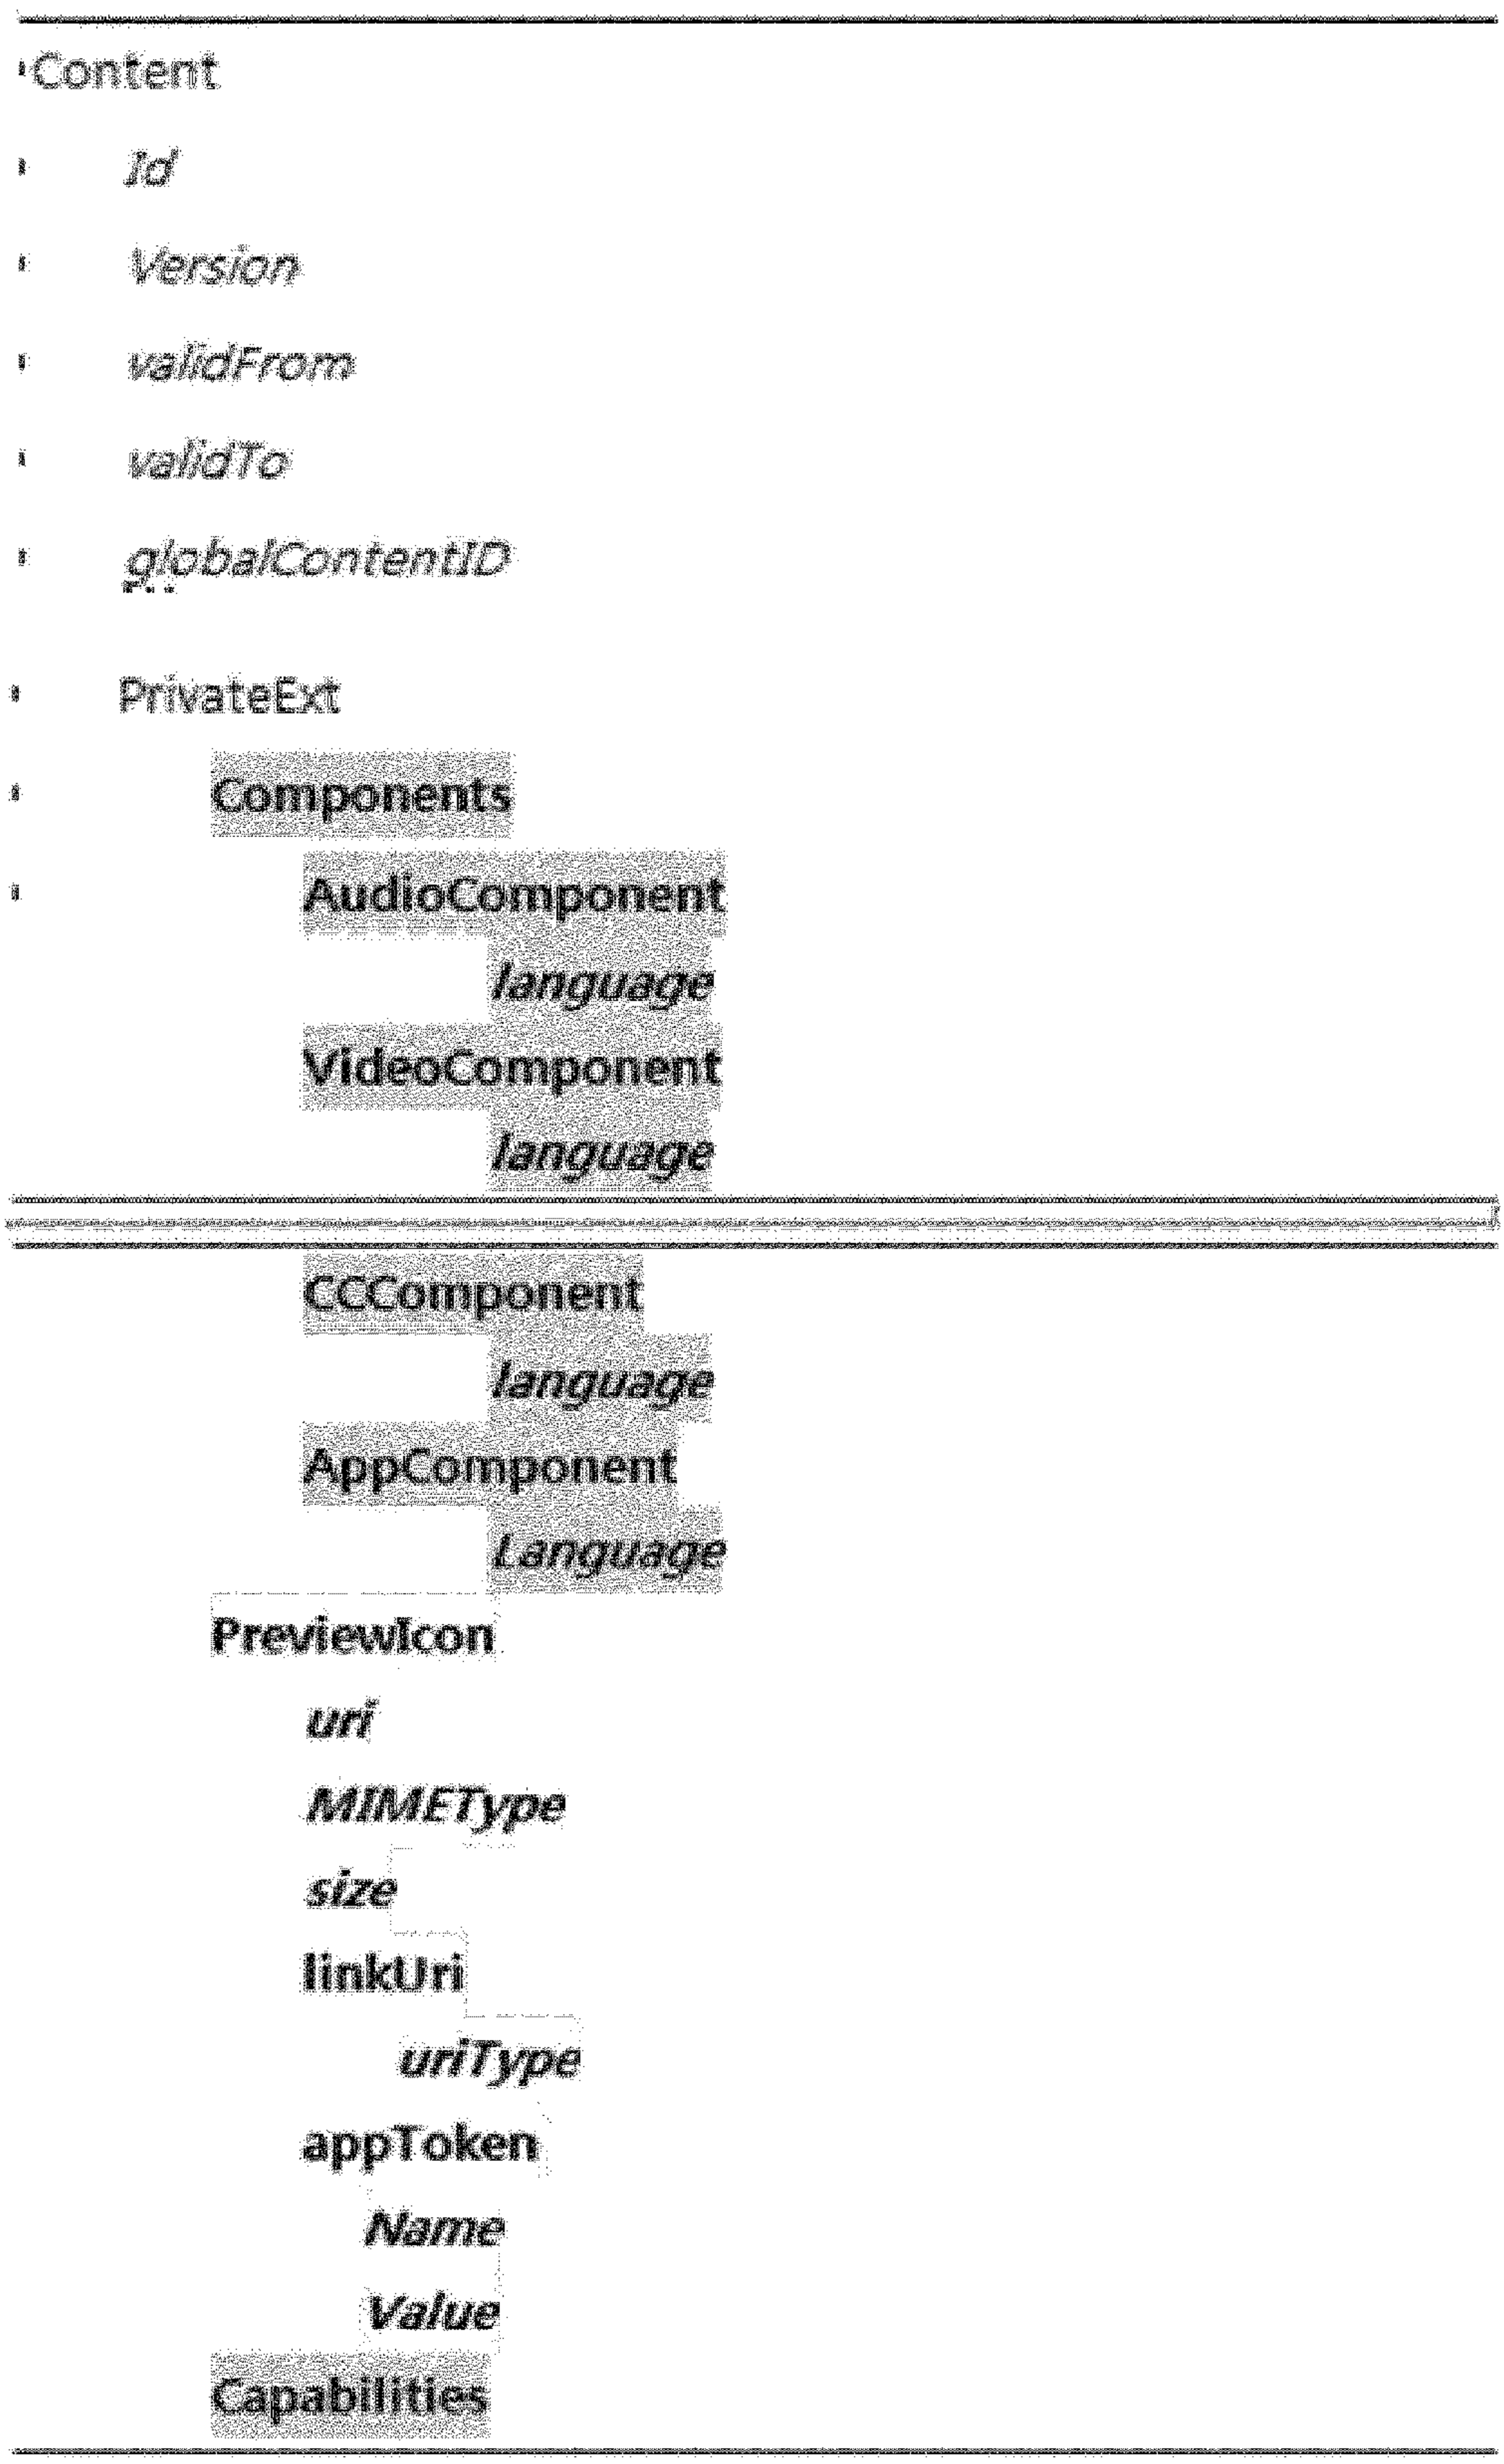 Content
Id
Version
validFrom
validTo
globalContentID
...
PrivateExt
Components
AudioComponent
language
VideoComponent
language
CCComponent
language
AppComponent
Language
PreviewIcon
uri
MIMEType
size
linkUri
uriType
appToken
Name
Value
Capabilities